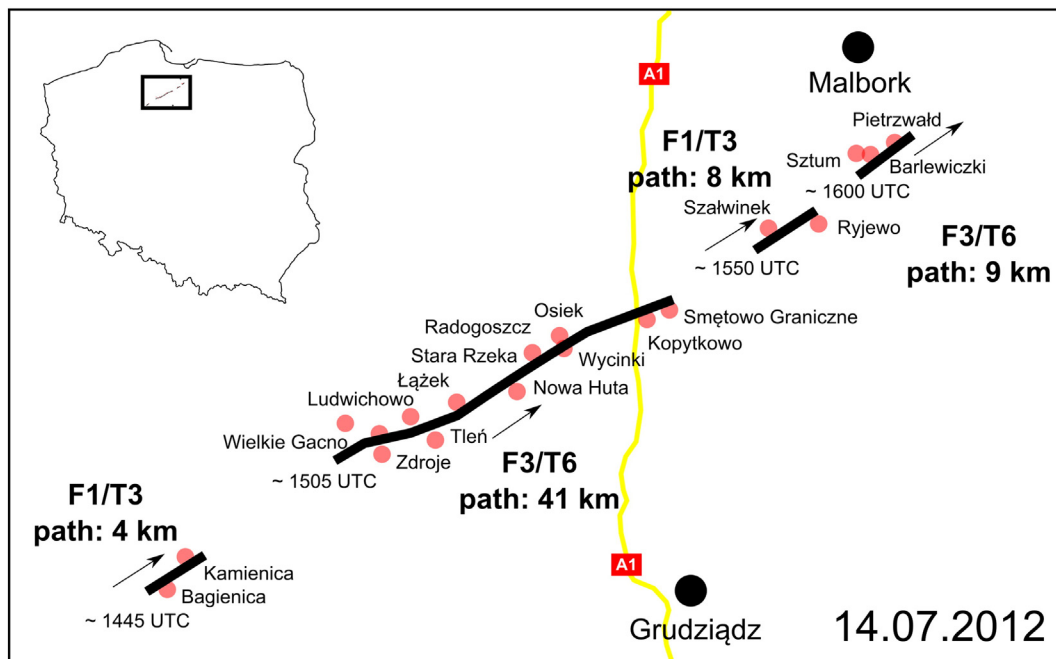 A1
Malbork
Pietrzwałd
F1/T3
path: 8 km
Sztum
Barlewiczki
~ 1600 UTC
Szałwinek
Ryjewo
F3/T6
path: 9 km
~ 1550 UTC
Osiek
Smętowo Graniczne
Radogoszcz
Kopytkowo
Stara Rzeka
Wycinki
Łążek
Nowa Huta
Ludwichowo
Wielkie Gacno
Tleń
Zdroje
~ 1505 UTC
F3/T6
path: 41 km
F1/T3
path: 4 km
Kamienica
Bagienica
~ 1445 UTC
A1
Grudziądz
14.07.2012